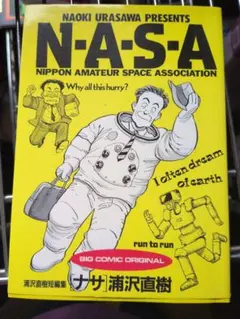 NAOKI URASAWA PRESENTS
N·A·S·A
NIPPON AMATEUR SPACE ASSOCIATION
Why all this hurry?
I often dream
of earth
run to run
BIG COMIC ORIGINAL
浦沢直樹短編集
[ナサ]浦沢直樹